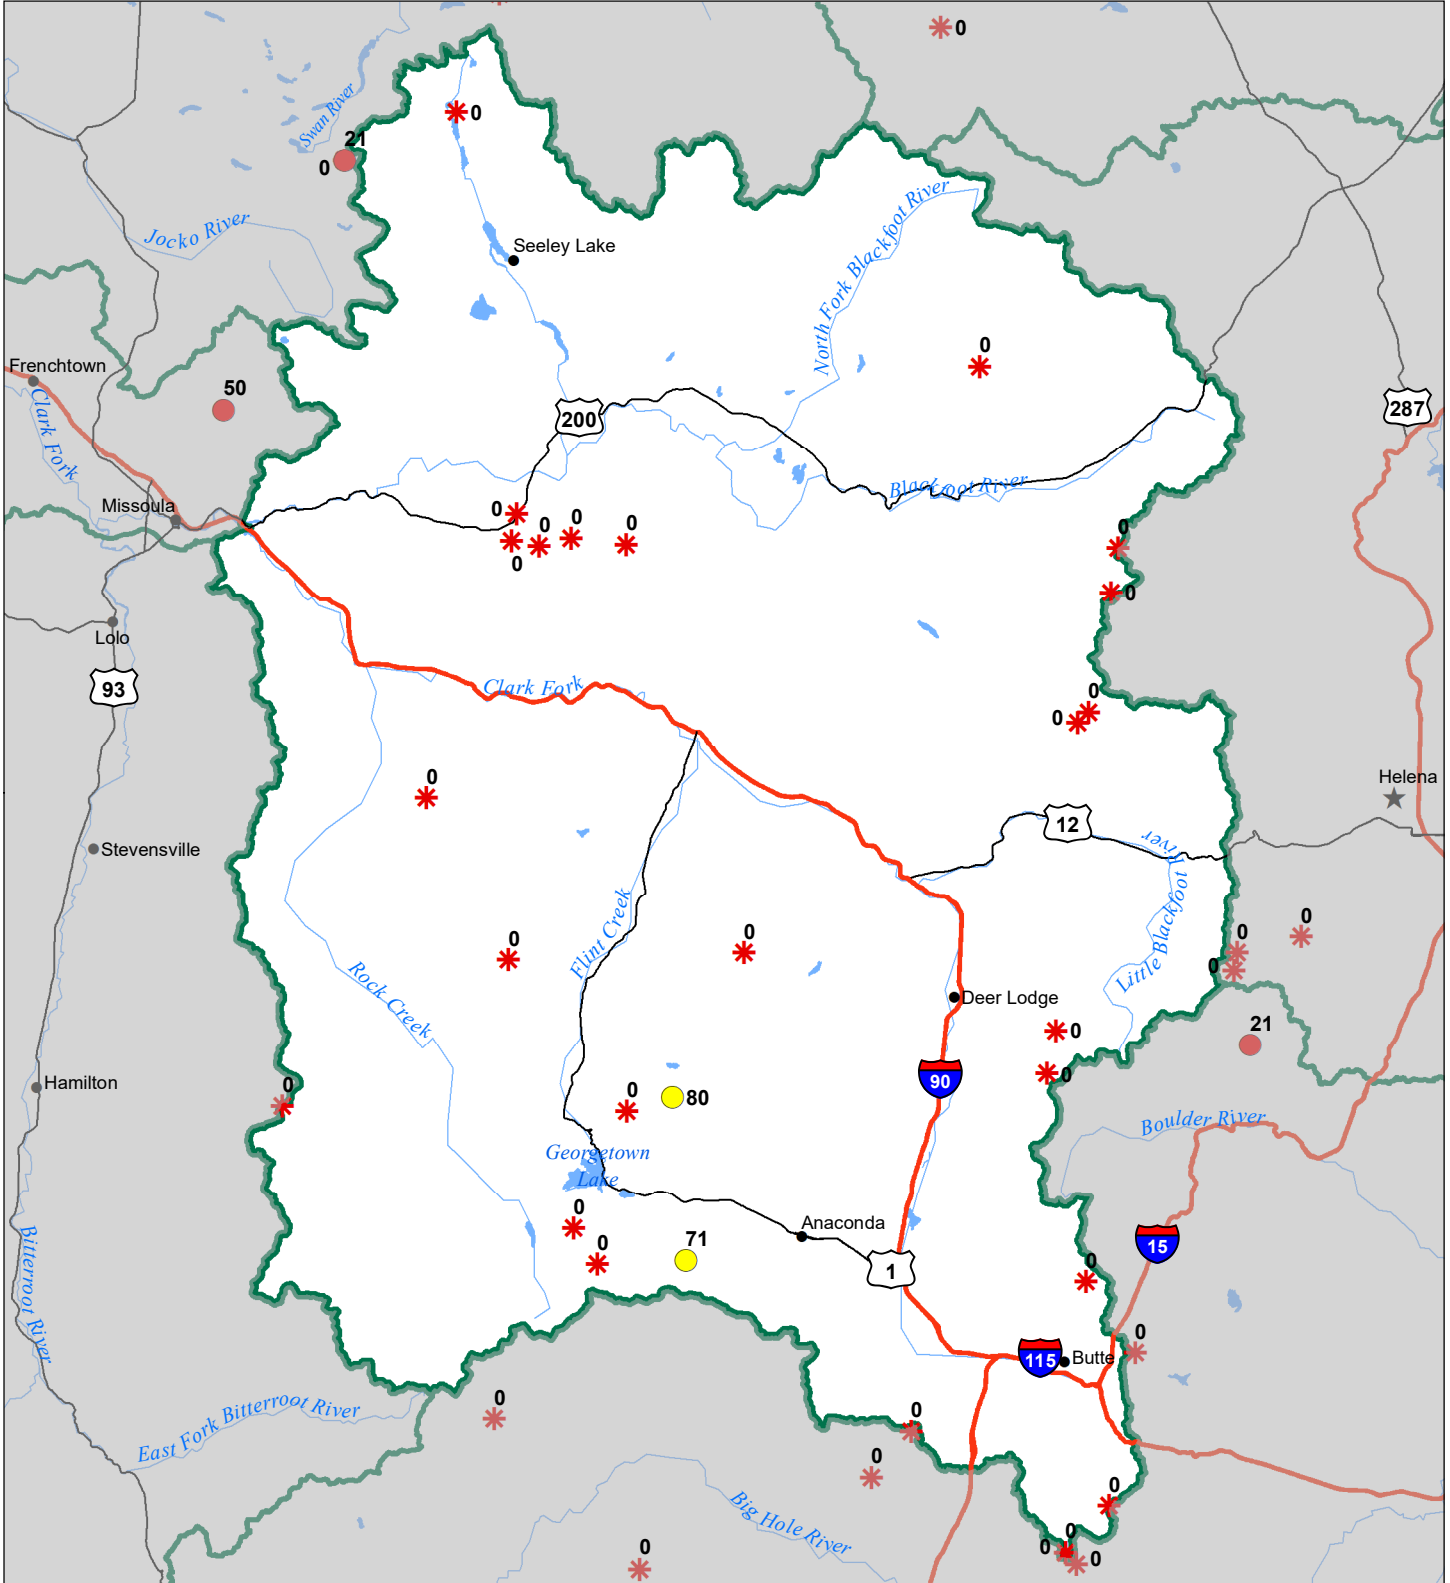 0
0
Swan River
21
0
Jocko River
Seeley Lake
North Fork Blackfoot River
0
Frenchtown
50
Clark Fork
200
287
Missoula
Blackfoot River
0
0
0
0
0
0
0
Lolo
93
Clark Fork
0
0
0
Helena
12
Stevensville
Little Blackfoot River
Flint Creek
0
0
0
0
0
Rock Creek
Deer Lodge
0
21
90
0
Hamilton
0
0
80
Boulder River
Georgetown
Lake
0
71
0
Anaconda
1
15
0
Bitterroot River
0
115
Butte
East Fork Bitterroot River
0
0
0
Big Hole River
0
0
0
0
0